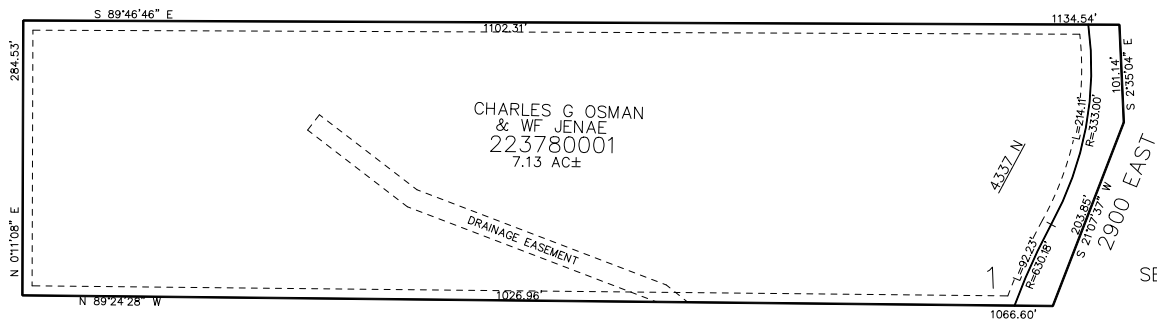 S 89°46'46" E
1134.54'
1102.31'
284.53'
N 0°11'08" E
101.14'
S 2°35'04" E
CHARLES G OSMAN
& WF JENAE
223780001
7.13 AC±
L=214.11'
R=333.00'
4337 N
2900 EAST
203.85'
S 21°07'37" W
DRAINAGE EASEMENT
L=92.23'
R=630.18'
1
SE
N 89°24'28" W
1026.96'
1066.60'